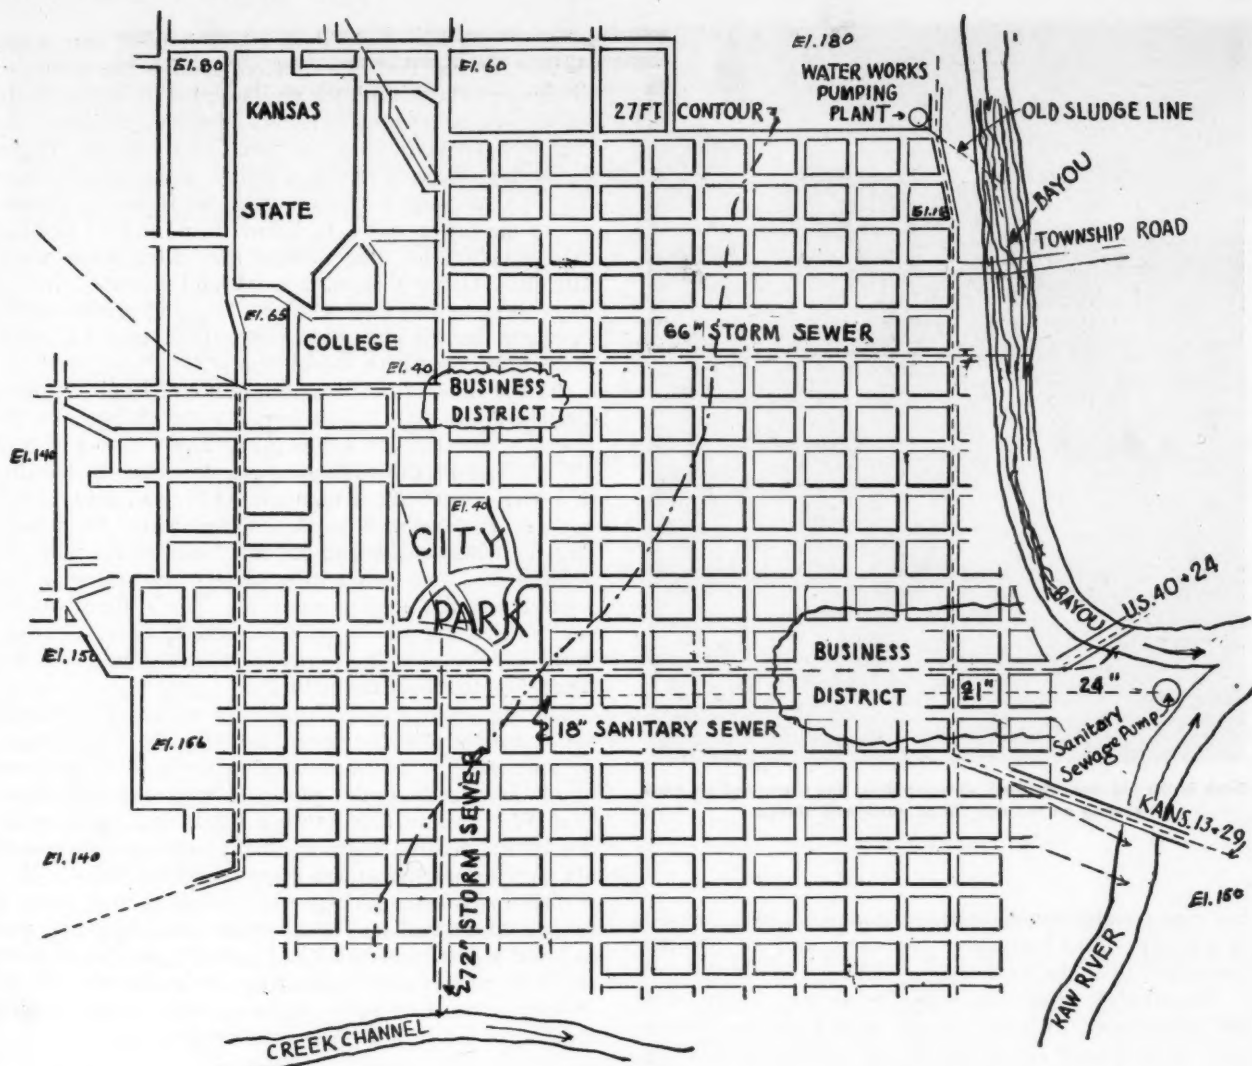 El. 180
El. 80
El. 60
WATER WORKS
PUMPING
PLANT
KANSAS
27 FT. CONTOUR
OLD SLUDGE LINE
BAYOU
STATE
TOWNSHIP ROAD
El. 65
COLLEGE
66" STORM SEWER
El. 40
BUSINESS
DISTRICT
El. 140
El. 40
CITY
PARK
BAYOU
U.S. 40 + 24
BUSINESS
DISTRICT
21"
24"
18" SANITARY SEWER
Sanitary
Sewage Pump
El. 156
72" STORM SEWER
KANS. 13 + 29
El. 140
El. 160
KAW RIVER
CREEK CHANNEL